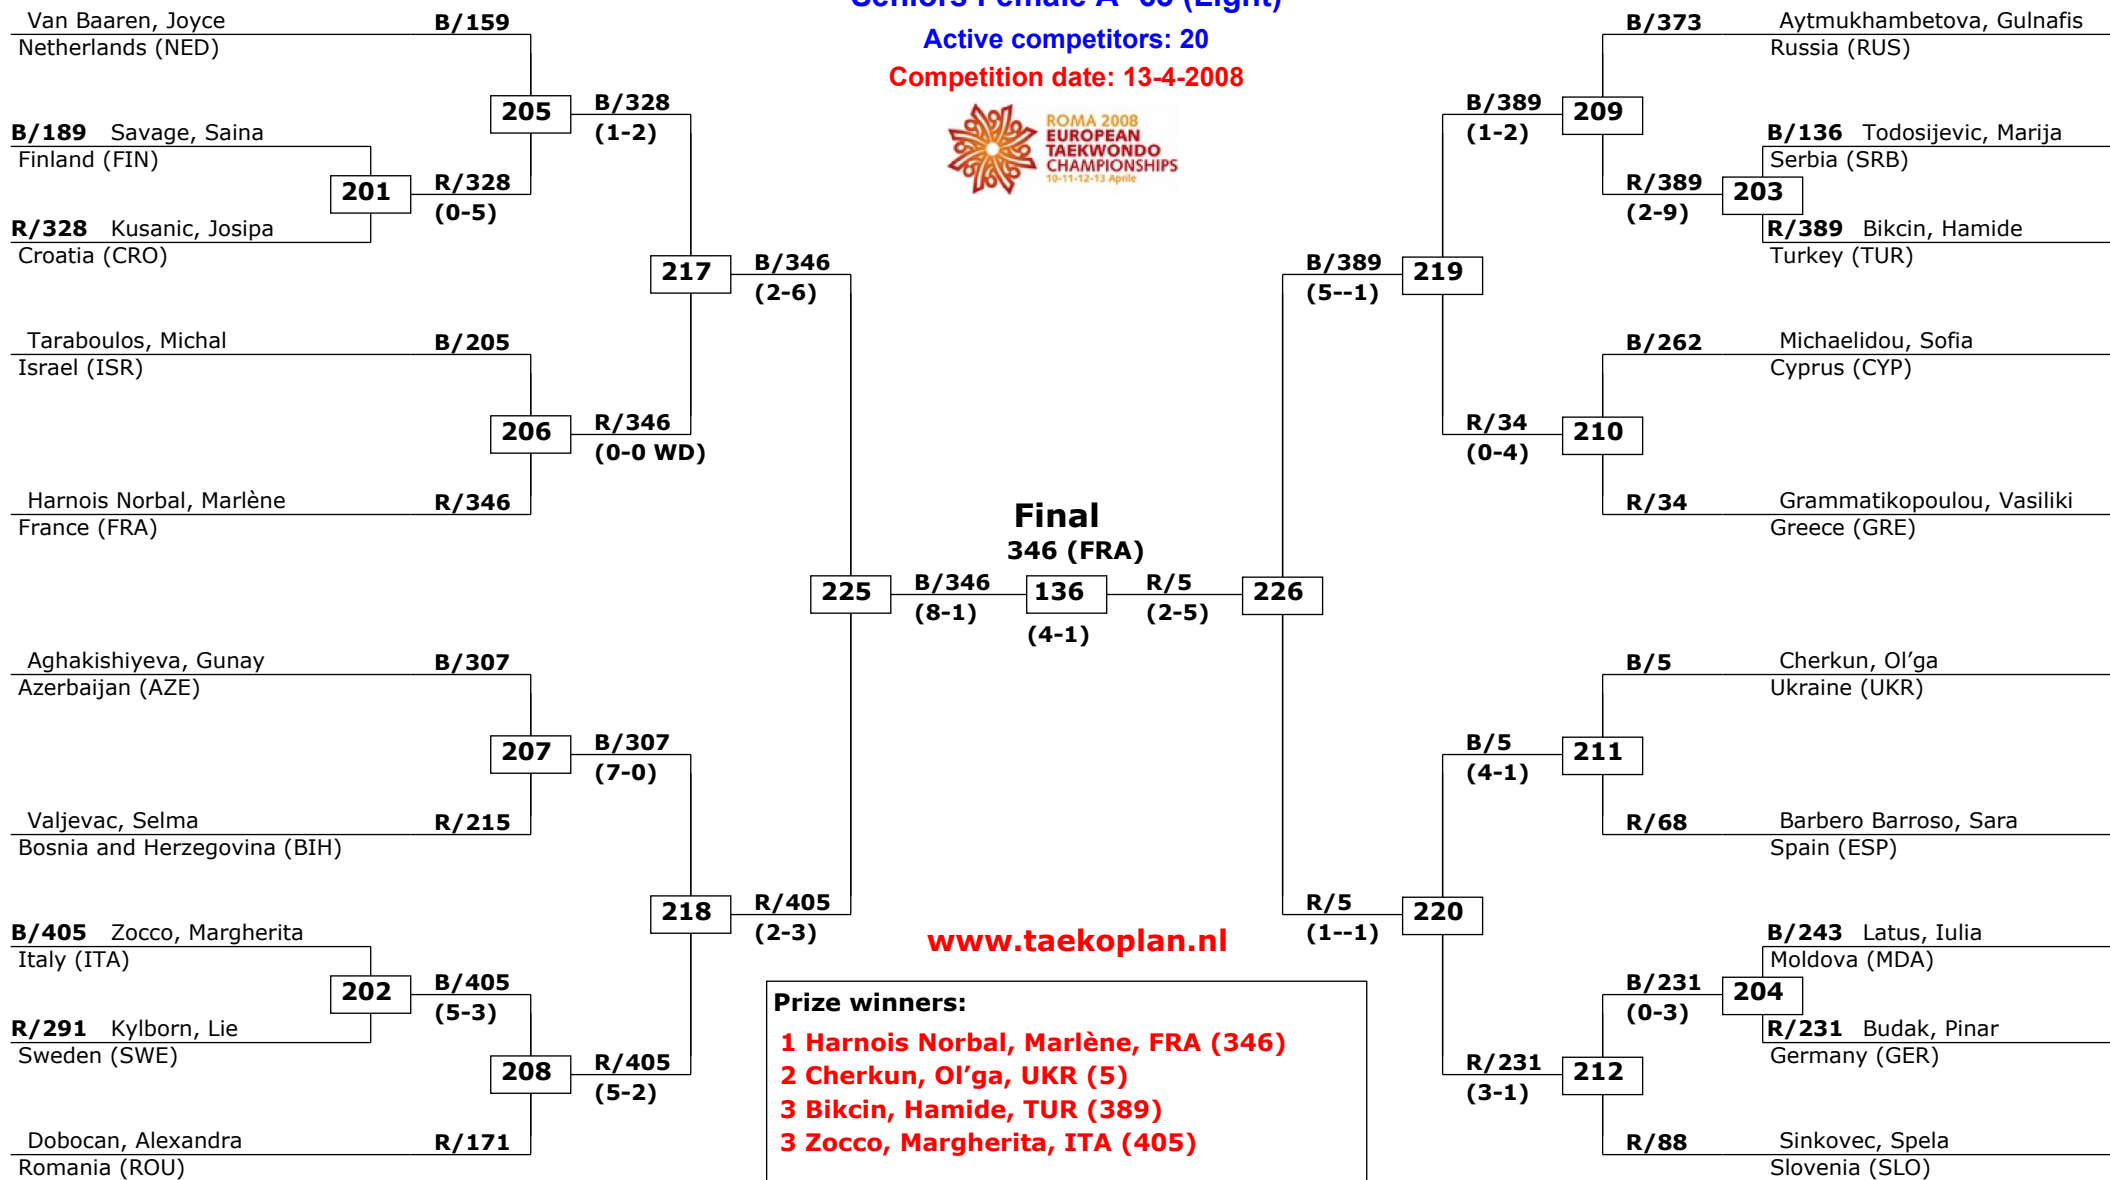 Seniors Female A -63 (Light)
Active competitors: 20
Competition date: 13-4-2008
ROMA 2008
EUROPEAN
TAEKWONDO
CHAMPIONSHIPS
10-11-12-13 Aprile
Van Baaren, Joyce B/159
Netherlands (NED)
205
B/328
(1-2)
B/189 Savage, Saina
Finland (FIN)
201
R/328
(0-5)
R/328 Kusanic, Josipa
Croatia (CRO)
217
B/346
(2-6)
Taraboulos, Michal B/205
Israel (ISR)
206
R/346
(0-0 WD)
Harnois Norbal, Marlène R/346
France (FRA)
225
B/346
(8-1)
Aghakishiyeva, Gunay B/307
Azerbaijan (AZE)
207
B/307
(7-0)
Valjevac, Selma R/215
Bosnia and Herzegovina (BIH)
218
R/405
(2-3)
B/405 Zocco, Margherita
Italy (ITA)
202
B/405
(5-3)
R/291 Kylborn, Lie
Sweden (SWE)
208
R/405
(5-2)
Dobocan, Alexandra R/171
Romania (ROU)
Final
346 (FRA)
136
(4-1)
B/373 Aytmukhambetova, Gulnafis
Russia (RUS)
B/389
(1-2)
209
B/136 Todosijevic, Marija
Serbia (SRB)
R/389
(2-9)
203
R/389 Bikcin, Hamide
Turkey (TUR)
B/389
(5--1)
219
B/262 Michaelidou, Sofia
Cyprus (CYP)
R/34
(0-4)
210
R/34 Grammatikopoulou, Vasiliki
Greece (GRE)
R/5
(2-5)
226
B/5 Cherkun, Ol’ga
Ukraine (UKR)
B/5
(4-1)
211
R/68 Barbero Barroso, Sara
Spain (ESP)
R/5
(1--1)
220
B/243 Latus, Iulia
Moldova (MDA)
B/231
(0-3)
204
R/231 Budak, Pinar
Germany (GER)
R/231
(3-1)
212
R/88 Sinkovec, Spela
Slovenia (SLO)
www.taekoplan.nl
Prize winners:
1 Harnois Norbal, Marlène, FRA (346)
2 Cherkun, Ol’ga, UKR (5)
3 Bikcin, Hamide, TUR (389)
3 Zocco, Margherita, ITA (405)